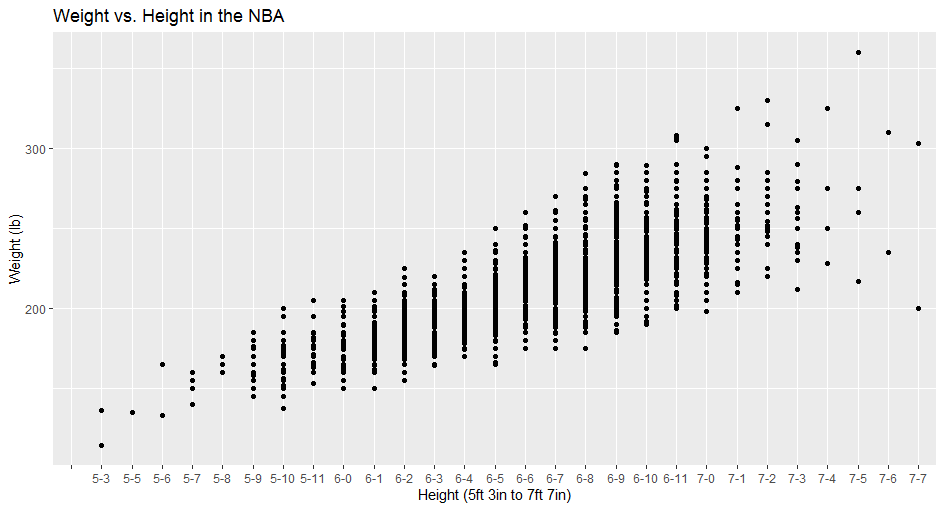 Weight vs. Height in the NBA
Weight (lb)
300
200
5-3 5-5 5-6 5-7 5-8 5-9 5-10 5-11 6-0 6-1 6-2 6-3 6-4 6-5 6-6 6-7 6-8 6-9 6-10 6-11 7-0 7-1 7-2 7-3 7-4 7-5 7-6 7-7
Height (5ft 3in to 7ft 7in)